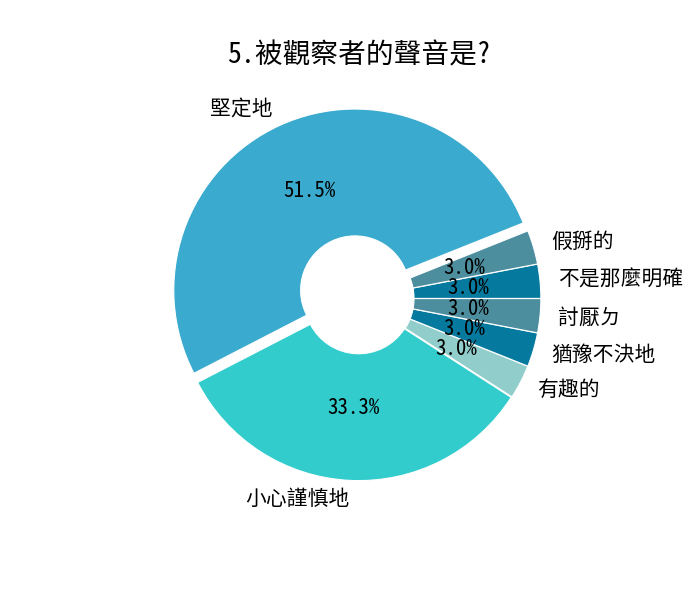 5.被觀察者的聲音是?
堅定地
51.5%
假掰的
3.0%
不是那麼明確
3.0%
討厭ㄉ
3.0%
猶豫不決地
3.0%
有趣的
3.0%
33.3%
小心謹慎地